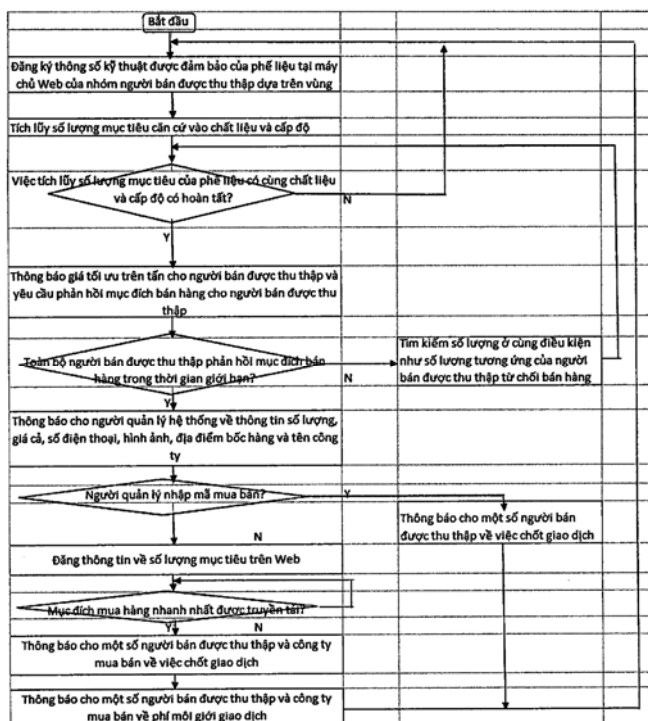 Bắt đầu
Đăng ký thông số kỹ thuật được đảm bảo của phế liệu tại máy
chủ Web của nhóm người bán được thu thập dựa trên vùng
Tích lũy số lượng mục tiêu căn cứ vào chất liệu và cấp độ
Việc tích lũy số lượng mục tiêu của phế liệu có cùng chất liệu
và cấp độ có hoàn tất?
N
Y
Thông báo giá tối ưu trên tấn cho người bán được thu thập và
yêu cầu phản hồi mục đích bán hàng cho người bán được thu
thập
Toàn bộ người bán được thu thập phản hồi mục đích bán
hàng trong thời gian giới hạn?
N
Tìm kiếm số lượng ở cùng điều kiện
như số lượng tương ứng của người
bán được thu thập từ chối bán hàng
Y
Thông báo cho người quản lý hệ thống về thông tin số lượng,
giá cả, số điện thoại, hình ảnh, địa điểm bốc hàng và tên công
ty
Người quản lý nhập mã mua bán?
Y
Thông báo cho một số người bán
được thu thập về việc chốt giao dịch
N
Đăng thông tin về số lượng mục tiêu trên Web
Mục đích mua hàng nhanh nhất được truyền tải?
Y
N
Thông báo cho một số người bán được thu thập và công ty
mua bán về việc chốt giao dịch
Thông báo cho một số người bán được thu thập và công ty
mua bán về phí môi giới giao dịch